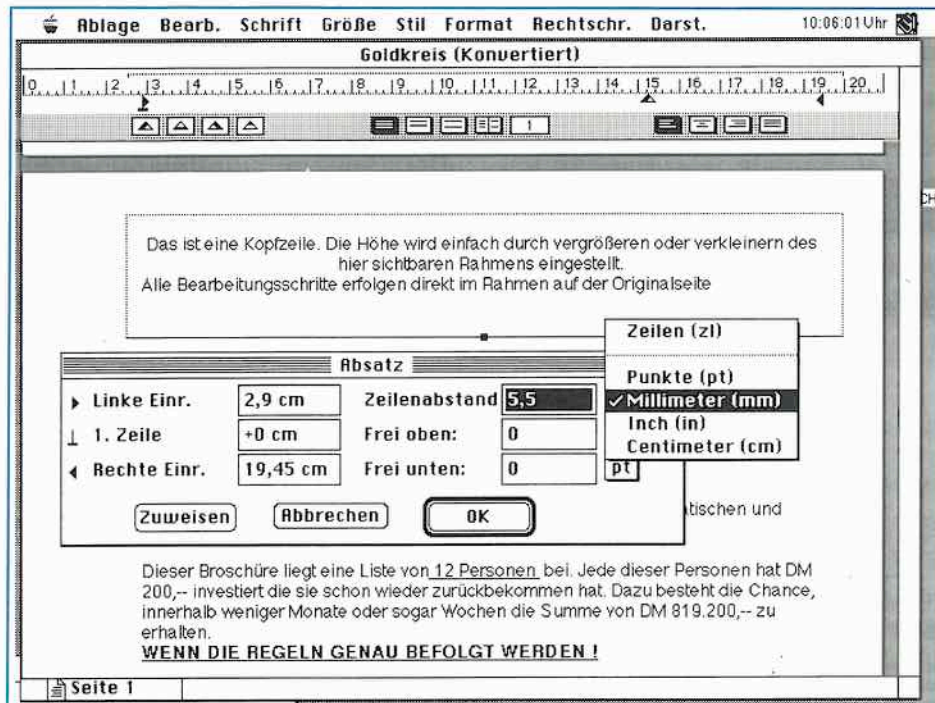 Ablage Bearb. Schrift Größe Stil Format Rechtschr. Darst. 10:06:01 Uhr
Goldkreis (Konvertiert)
0 1 2 3 4 5 6 7 8 9 10 11 12 13 14 15 16 17 18 19 20
1
CH
Das ist eine Kopfzeile. Die Höhe wird einfach durch vergrößeren oder verkleinern des
hier sichtbaren Rahmens eingestellt.
Alle Bearbeitungsschritte erfolgen direkt im Rahmen auf der Originalseite
Absatz
Linke Einr. 2,9 cm Zeilenabstand 5,5
1. Zeile +0 cm Frei oben: 0
Rechte Einr. 19,45 cm Frei unten: 0 pt
Zuweisen Abbrechen OK
Zeilen (zl)
Punkte (pt)
✓Millimeter (mm)
Inch (in)
Centimeter (cm)
tischen und
Dieser Broschüre liegt eine Liste von 12 Personen bei. Jede dieser Personen hat DM
200,-- investiert die sie schon wieder zurückbekommen hat. Dazu besteht die Chance,
innerhalb weniger Monate oder sogar Wochen die Summe von DM 819.200,-- zu
erhalten.
WENN DIE REGELN GENAU BEFOLGT WERDEN !
Seite 1